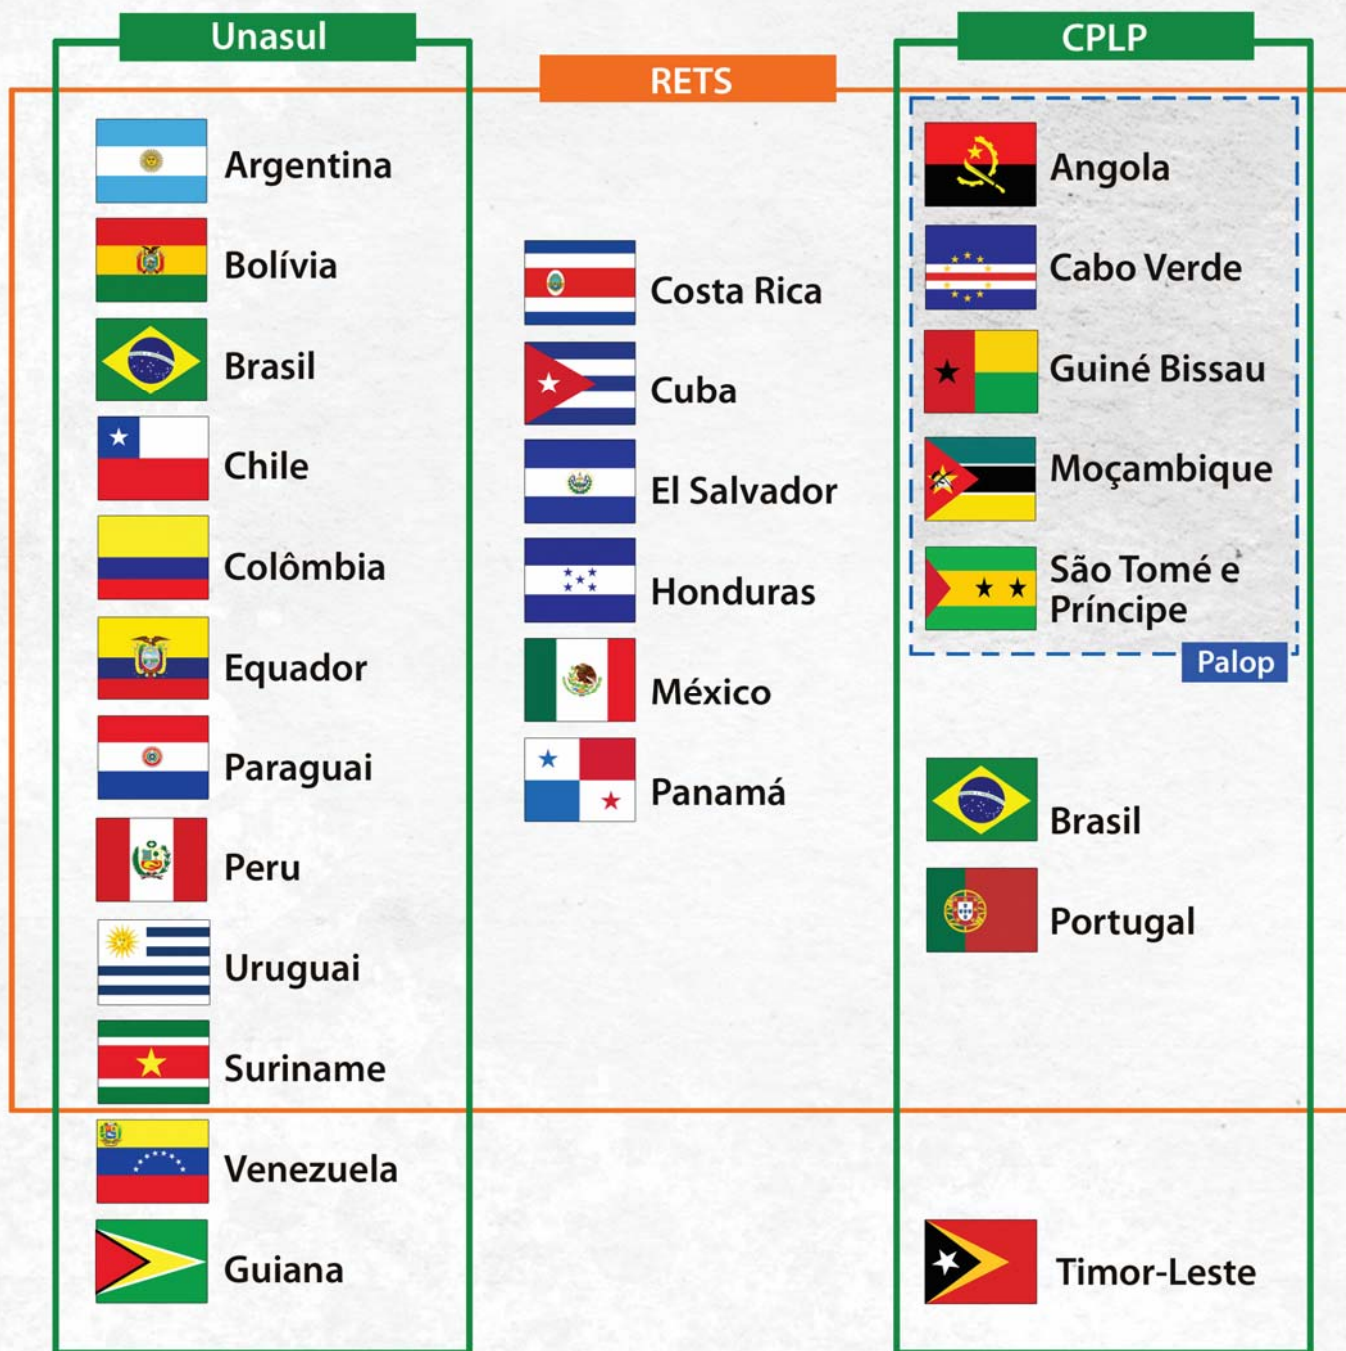 Unasul
Argentina
Bolívia
Brasil
Chile
Colômbia
Equador
Paraguai
Peru
Uruguai
Suriname
Venezuela
Guiana
RETS
Costa Rica
Cuba
El Salvador
Honduras
México
Panamá
CPLP
Angola
Cabo Verde
Guiné Bissau
Moçambique
São Tomé e
Príncipe
Palop
Brasil
Portugal
Timor-Leste